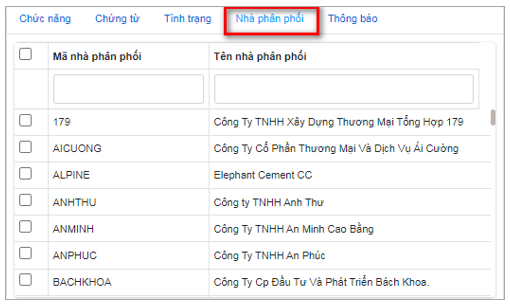 Chức năng Chứng từ Tình trạng Nhà phân phối Thông báo
Mã nhà phân phối Tên nhà phân phối
179 Công Ty TNHH Xây Dựng Thương Mại Tổng Hợp 179
AICUONG Công Ty Cổ Phần Thương Mại Và Dịch Vụ Ái Cường
ALPINE Elephant Cement CC
ANHTHU Công ty TNHH Anh Thư
ANMINH Công Ty TNHH An Minh Cao Bằng
ANPHUC Công Ty TNHH An Phúc
BACHKHOA Công Ty Cp Đầu Tư Và Phát Triển Bách Khoa.